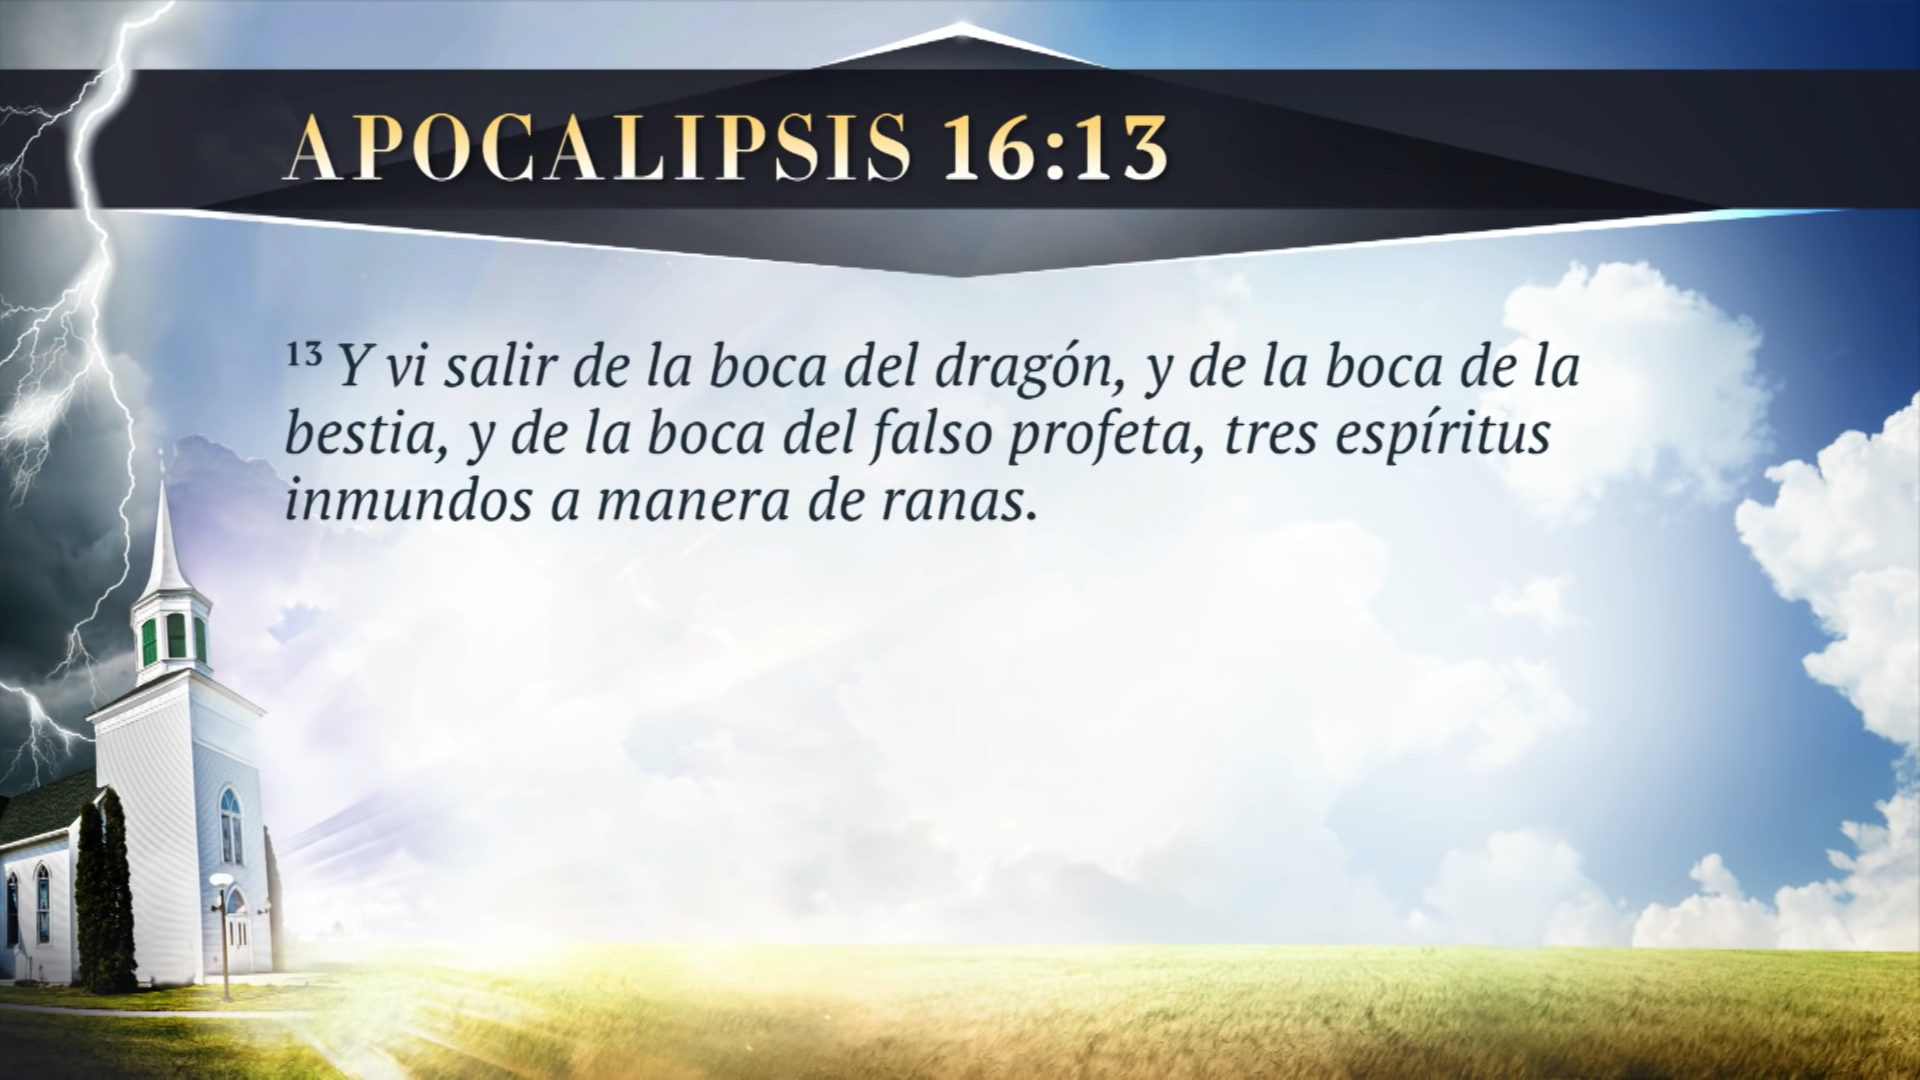 APOCALIPSIS 16:13
13 Y vi salir de la boca del dragón, y de la boca de la
bestia, y de la boca del falso profeta, tres espíritus
inmundos a manera de ranas.